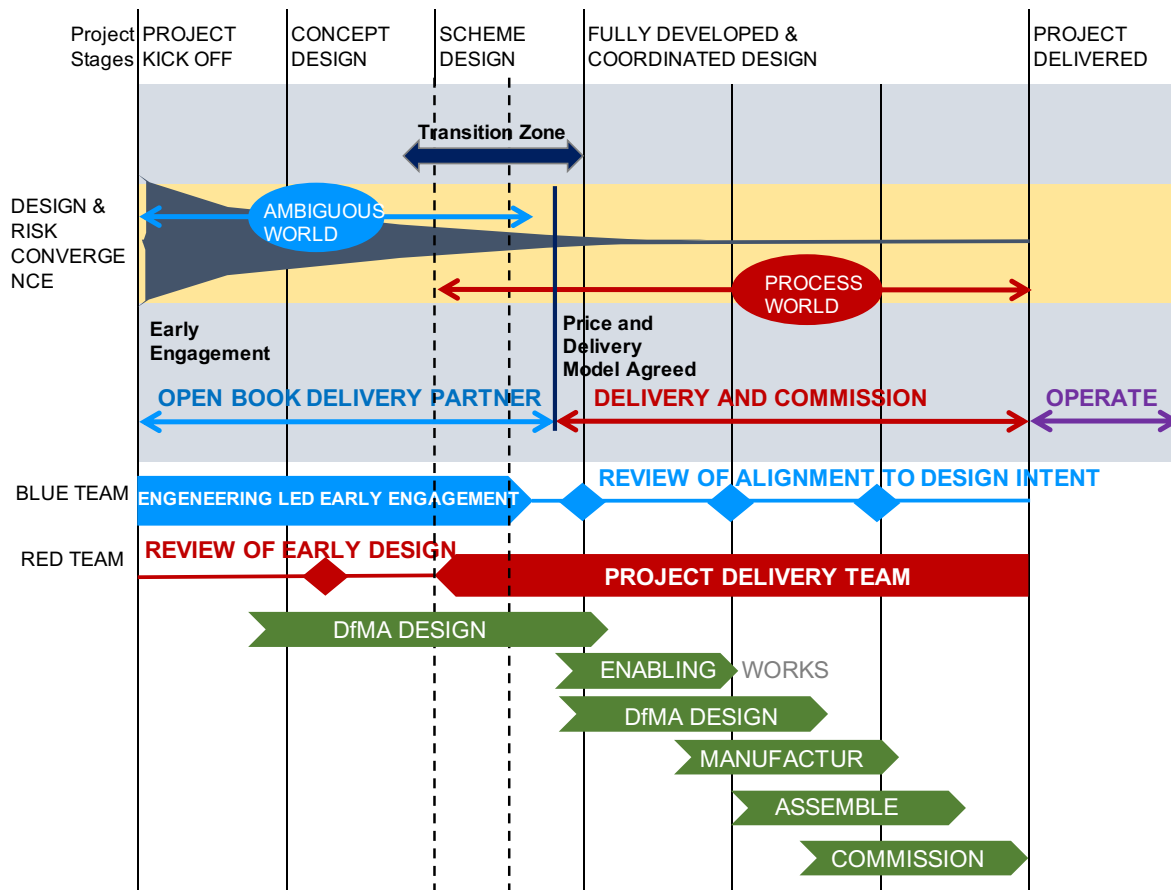 Project
Stages
PROJECT
KICK OFF
CONCEPT
DESIGN
SCHEME
DESIGN
FULLY DEVELOPED &
COORDINATED DESIGN
PROJECT
DELIVERED
Transition Zone
DESIGN &
RISK
CONVERGE
NCE
AMBIGUOUS
WORLD
PROCESS
WORLD
Early
Engagement
Price and
Delivery
Model Agreed
OPEN BOOK DELIVERY PARTNER
DELIVERY AND COMMISSION
OPERATE
BLUE TEAM
ENGENEERING LED EARLY ENGAGEMENT
REVIEW OF ALIGNMENT TO DESIGN INTENT
RED TEAM
REVIEW OF EARLY DESIGN
PROJECT DELIVERY TEAM
DfMA DESIGN
ENABLING WORKS
DfMA DESIGN
MANUFACTUR
ASSEMBLE
COMMISSION